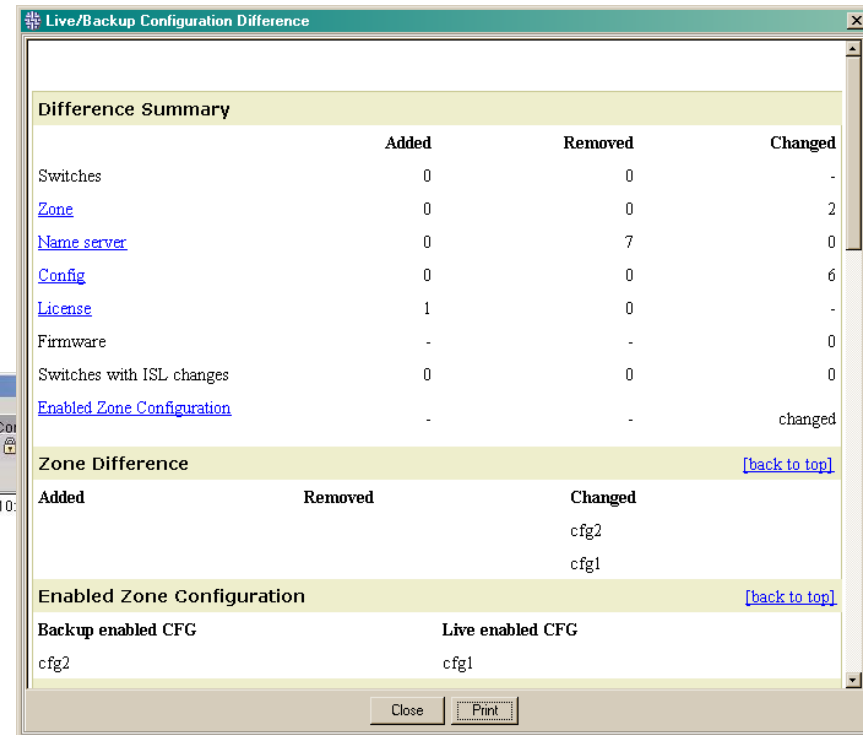 Live/Backup Configuration Difference
Difference Summary
Added Removed Changed
Switches 0 0 -
Zone 0 0 2
Name server 0 7 0
Config 0 0 6
License 1 0 -
Firmware - - 0
Switches with ISL changes 0 0 0
Enabled Zone Configuration - - changed
Zone Difference [back to top]
Added Removed Changed
cfg2
cfg1
Enabled Zone Configuration [back to top]
Backup enabled CFG Live enabled CFG
cfg2 cfg1
Close Print